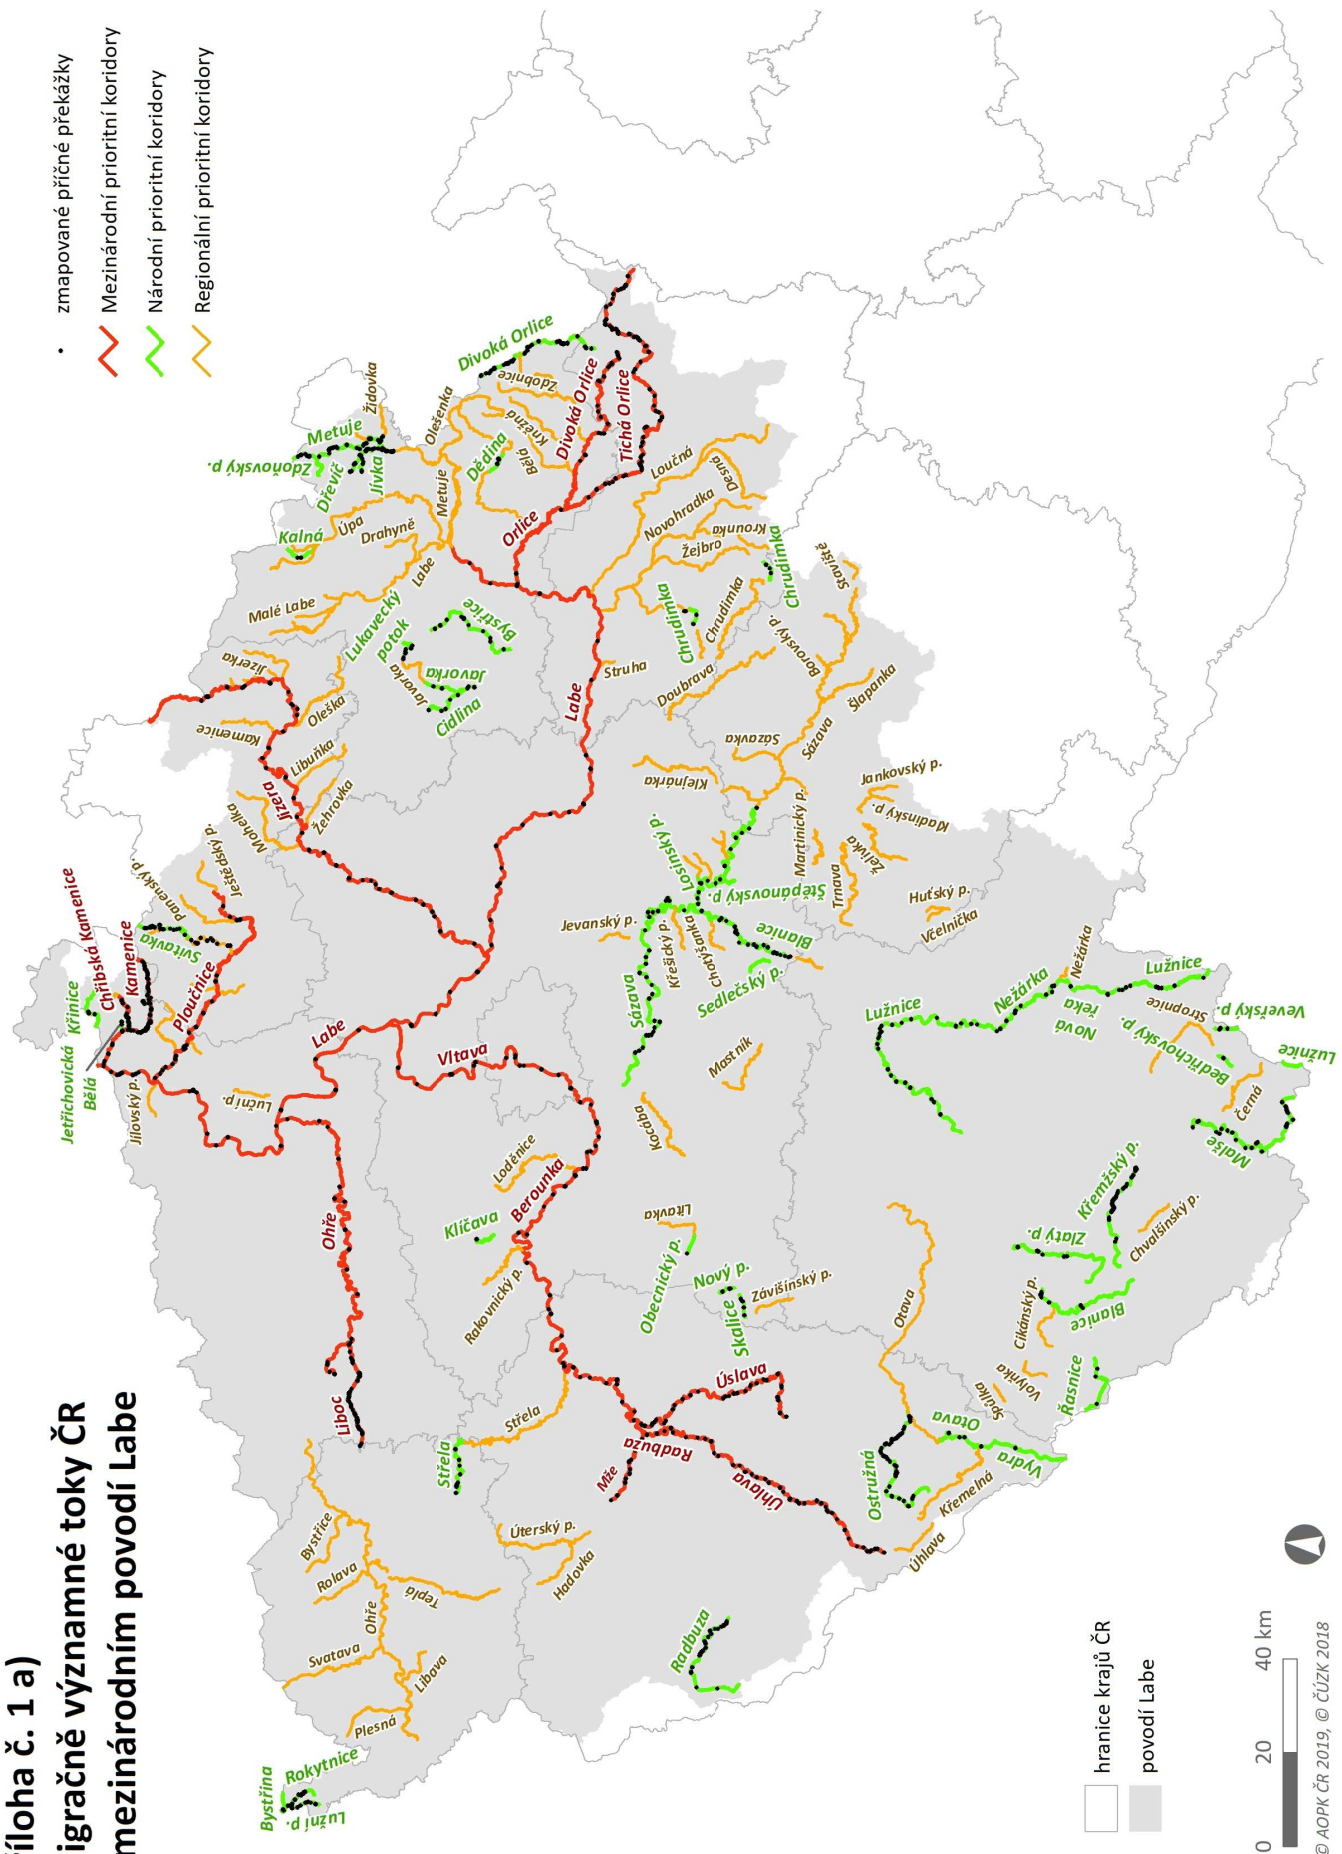 íloha č. 1 a)
igračně významné toky ČR
mezinárodním povodí Labe
zmapované příčné překážky
Mezinárodní prioritní koridory
Národní prioritní koridory
Regionální prioritní koridory
Jetřichovická
Bělá
Křinice
Chřibská Kamenice
Kamenice
Svitavka
Panenský p.
Ještědský p.
Ploučnice
Jílovský p.
Luční p.
Labe
Mohelka
Jizera
Kamenice
Jizerka
Oleška
Libuňka
Žehrovka
Malé Labe
Kalná
Úpa
Drahyně
Labe
Zdoňovský p.
Metuje
Dřevíč
Jívka
Židovka
Olešenka
Metuje
Divoká Orlice
Zdobnice
Kněžná
Bělá
Dědina
Divoká Orlice
Tichá Orlice
Orlice
Lukavecký
potok
Bystřice
Javorka
Javorka
Cidlina
Labe
Struha
Loučná
Desná
Novohradka
Krounka
Žejbro
Chrudimka
Chrudimka
Chrudimka
Doubrava
Borovský p.
Staviště
Šlapanka
Sázava
Sázavka
Klejnárka
Jankovský p.
Kladinský p.
Želivka
Martinický p.
Trnava
Huťský p.
Včelnička
Losinský p.
Štěpánovský p.
Jevanský p.
Křešický p.
Chotýšanka
Blanice
Sedlečský p.
Sázava
Mastník
Kocába
Vltava
Ohře
Liboc
Loděnice
Berounka
Klíčava
Rakovnický p.
Litavka
Obecnický p.
Nový p.
Skalice
Závišínský p.
Střela
Střela
Úslava
Radbuza
Mže
Úhlava
Úterský p.
Hadovka
Bystřice
Rolava
Teplá
Ohře
Svatava
Libava
Plesná
Bystřina
Rokytnice
Lužní p.
Radbuza
Ostružná
Otava
Otava
Vydra
Křemelná
Úhlava
Spůlka
Volyňka
Cikánský p.
Blanice
Řasnice
Zlatý p.
Křemžský p.
Chvalšinský p.
Malše
Černá
Lužnice
Nežárka
Nežárka
Nová
řeka
Lužnice
Stropnice
Bedřichovský p.
Veveřský p.
Lužnice
hranice krajů ČR
povodí Labe
0 20 40 km
© AOPK ČR 2019, © ČÚZK 2018